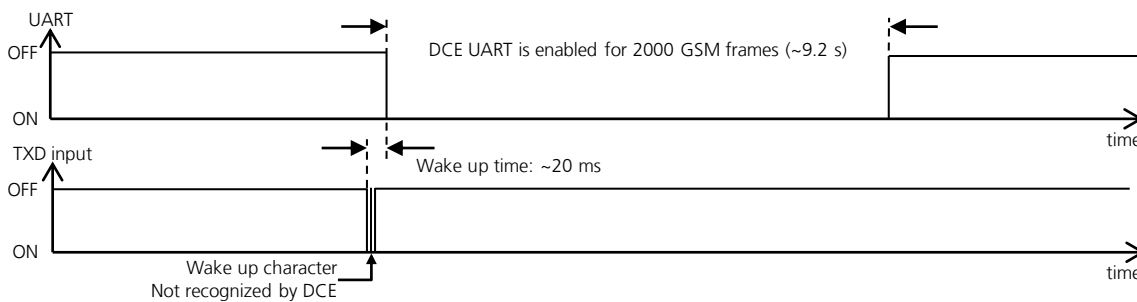 UART
OFF
DCE UART is enabled for 2000 GSM frames (~9.2 s)
ON
time
TXD input
Wake up time: ~20 ms
OFF
ON
time
Wake up character
Not recognized by DCE